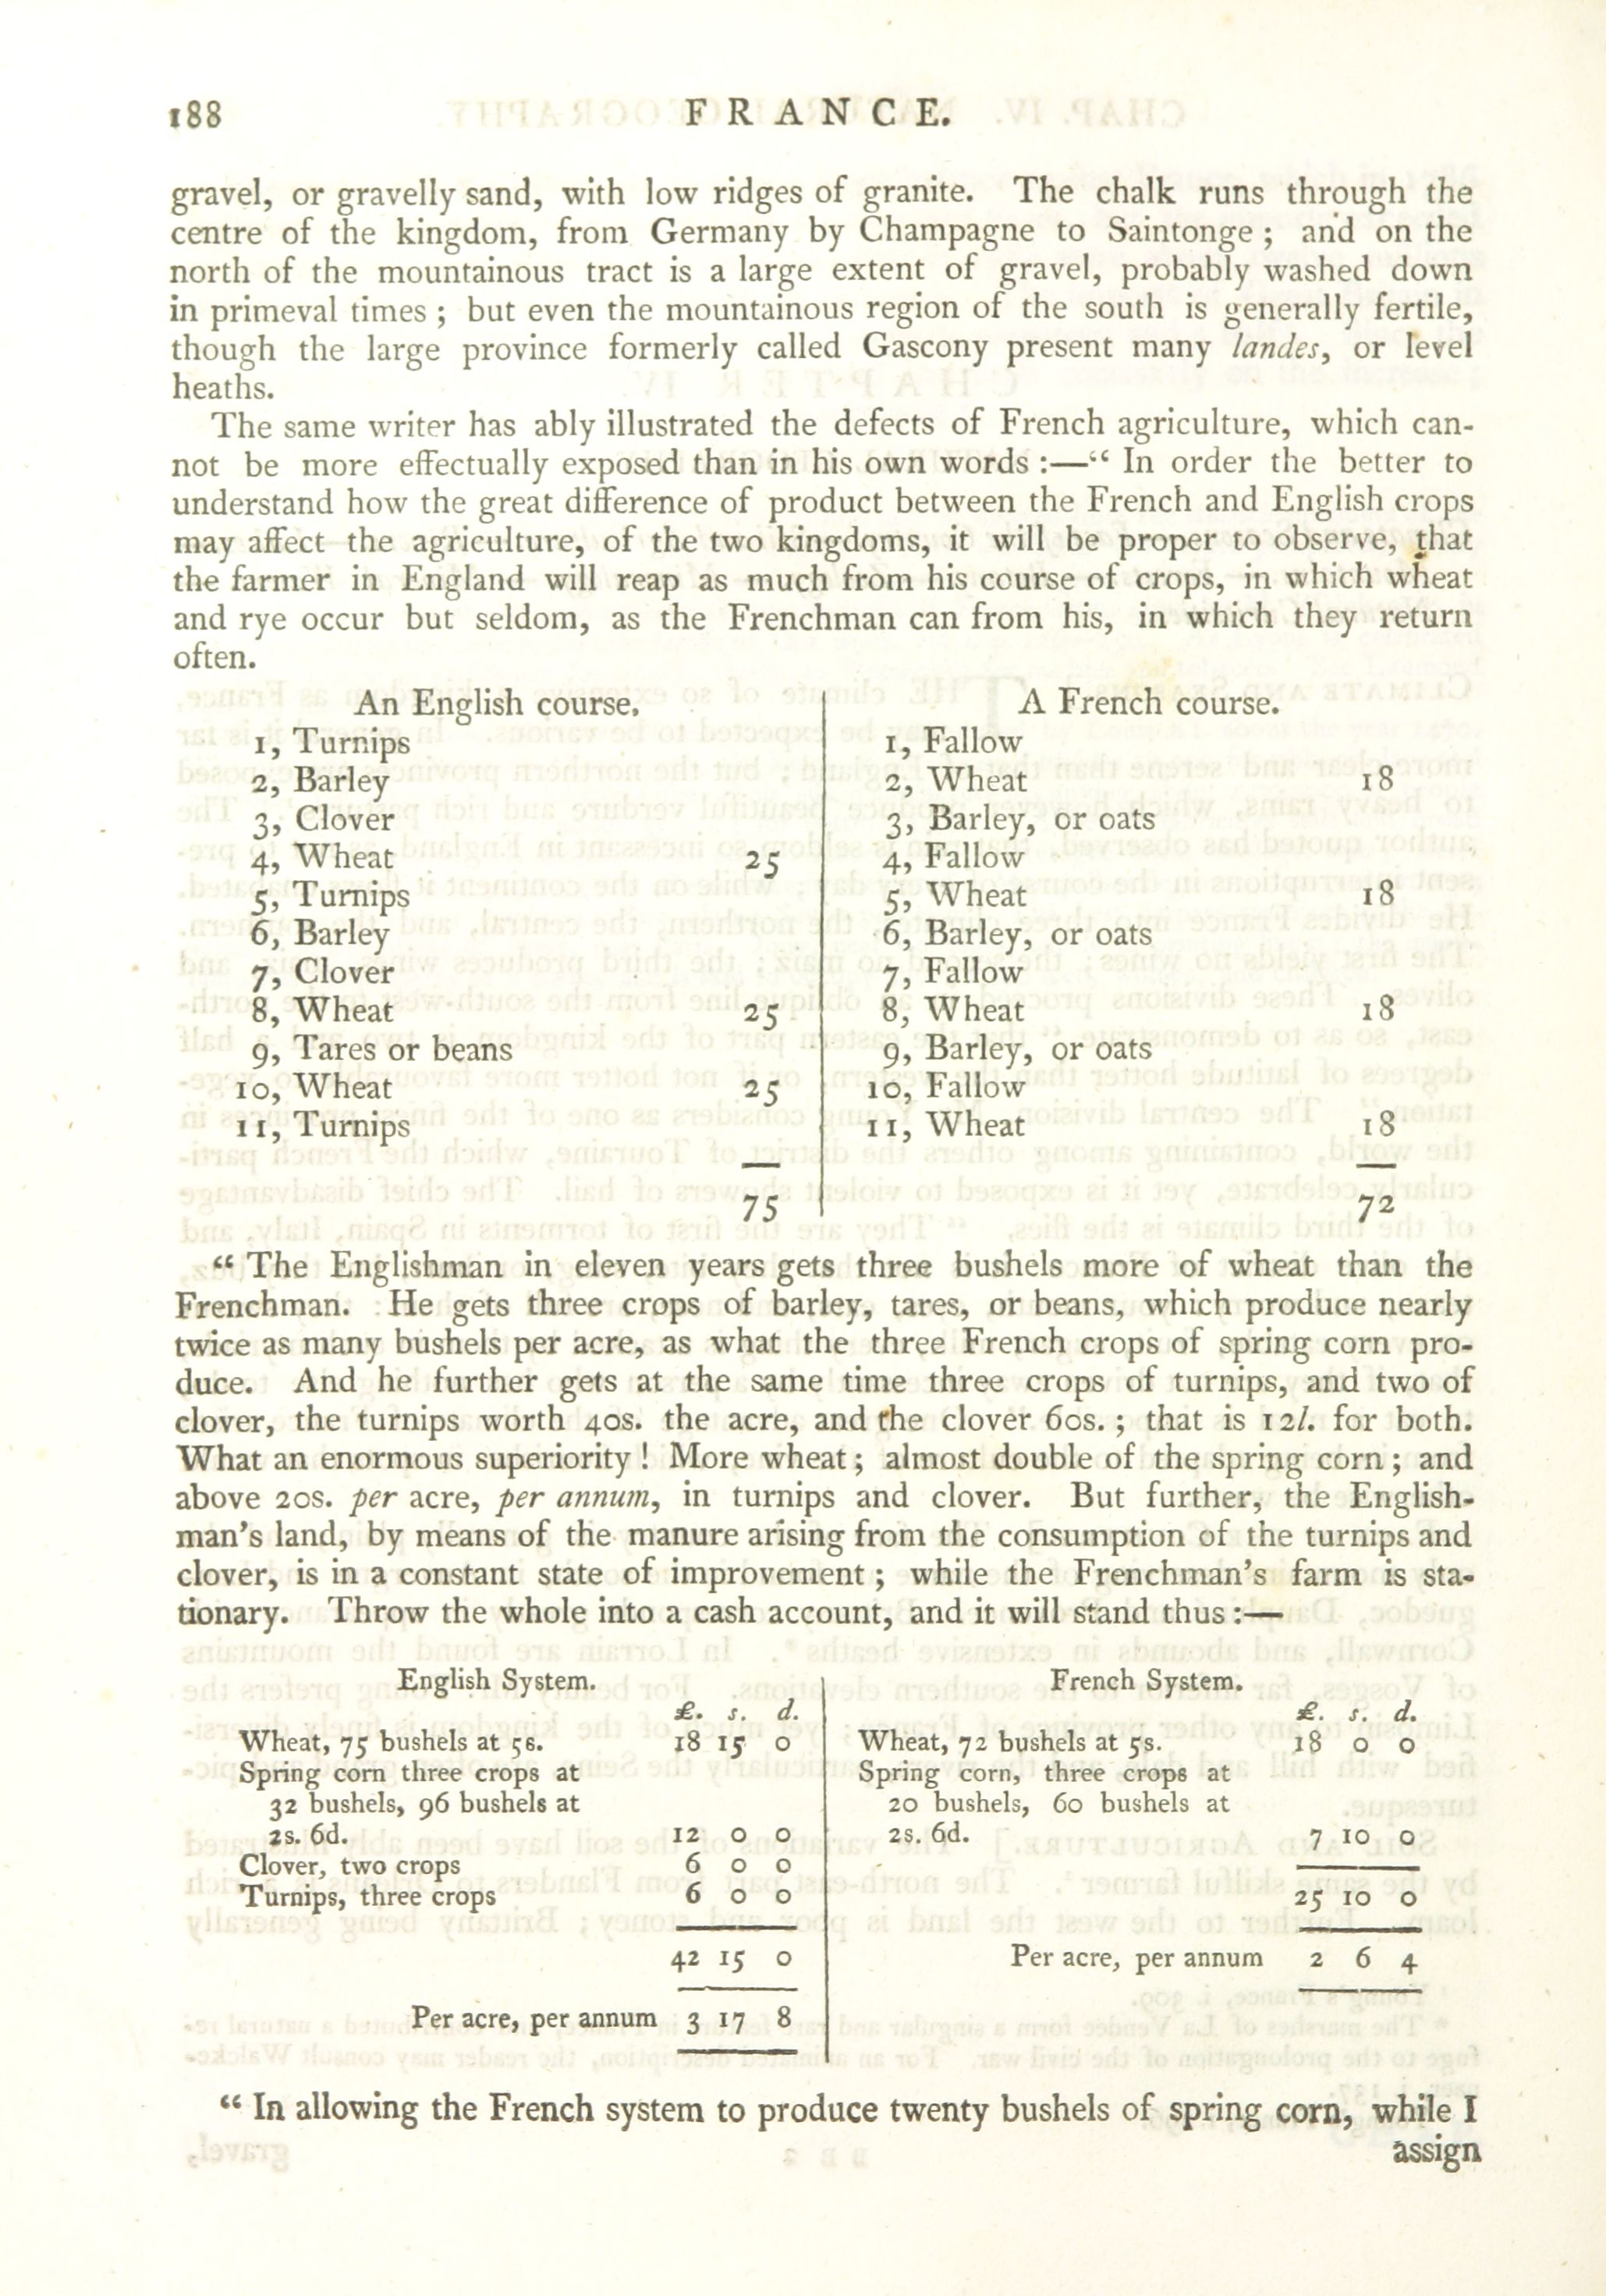 188 FRANCE.
gravel, or gravelly sand, with low ridges of granite. The chalk runs through the
centre of the kingdom, from Germany by Champagne to Saintonge ; and on the
north of the mountainous tract is a large extent of gravel, probably washed down
in primeval times ; but even the mountainous region of the south is generally fertile,
though the large province formerly called Gascony present many landes, or level
heaths.
The same writer has ably illustrated the defects of French agriculture, which can-
not be more effectually exposed than in his own words :—“ In order the better to
understand how the great difference of product between the French and English crops
may affect the agriculture, of the two kingdoms, it will be proper to observe, that
the farmer in England will reap as much from his course of crops, in which wheat
and rye occur but seldom, as the Frenchman can from his, in which they return
often.
An English course.
1, Turnips
2, Barley
3, Clover
4, Wheat 25
5, Turnips
6, Barley
7, Clover
8, Wheat 25
9, Tares or beans
10, Wheat 25
11, Turnips
75
A French course.
1, Fallow
2, Wheat 18
3, Barley, or oats
4, Fallow
5, Wheat 18
6, Barley, or oats
7, Fallow
8, Wheat 18
9, Barley, or oats
10, Fallow
11, Wheat 18
72
“ The Englishman in eleven years gets three bushels more of wheat than the
Frenchman. He gets three crops of barley, tares, or beans, which produce nearly
twice as many bushels per acre, as what the three French crops of spring corn pro-
duce. And he further gets at the same time three crops of turnips, and two of
clover, the turnips worth 40s. the acre, and the clover 60s. ; that is 12l. for both.
What an enormous superiority ! More wheat ; almost double of the spring corn ; and
above 20s. per acre, per annum, in turnips and clover. But further, the English-
man's land, by means of the manure arising from the consumption of the turnips and
clover, is in a constant state of improvement ; while the Frenchman's farm is sta-
tionary. Throw the whole into a cash account, and it will stand thus :—
English System.
£. s. d.
Wheat, 75 bushels at 5s. 18 15 0
Spring corn three crops at
32 bushels, 96 bushels at
2s. 6d. 12 0 0
Clover, two crops 6 0 0
Turnips, three crops 6 0 0
42 15 0
Per acre, per annum 3 17 8
French System.
£. s. d.
Wheat, 72 bushels at 5s. 18 0 0
Spring corn, three crops at
20 bushels, 60 bushels at
2s. 6d. 7 10 0
25 10 0
Per acre, per annum 2 6 4
“ In allowing the French system to produce twenty bushels of spring corn, while I
assign